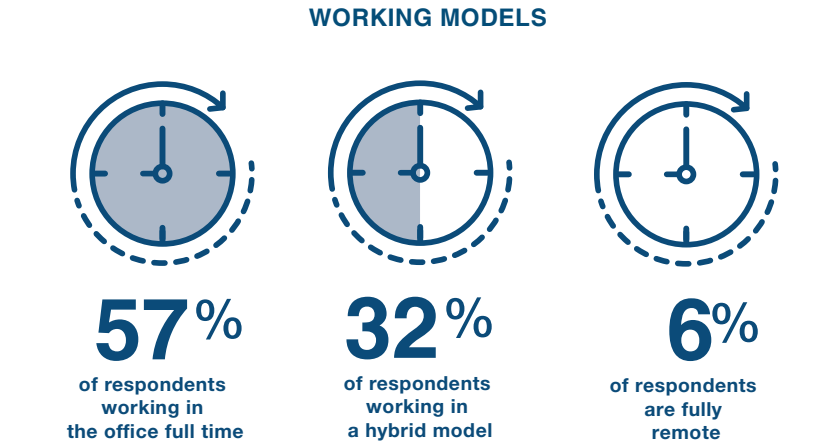 WORKING MODELS
57%
of respondents
working in
the office full time
32%
of respondents
working in
a hybrid model
6%
of respondents
are fully
remote